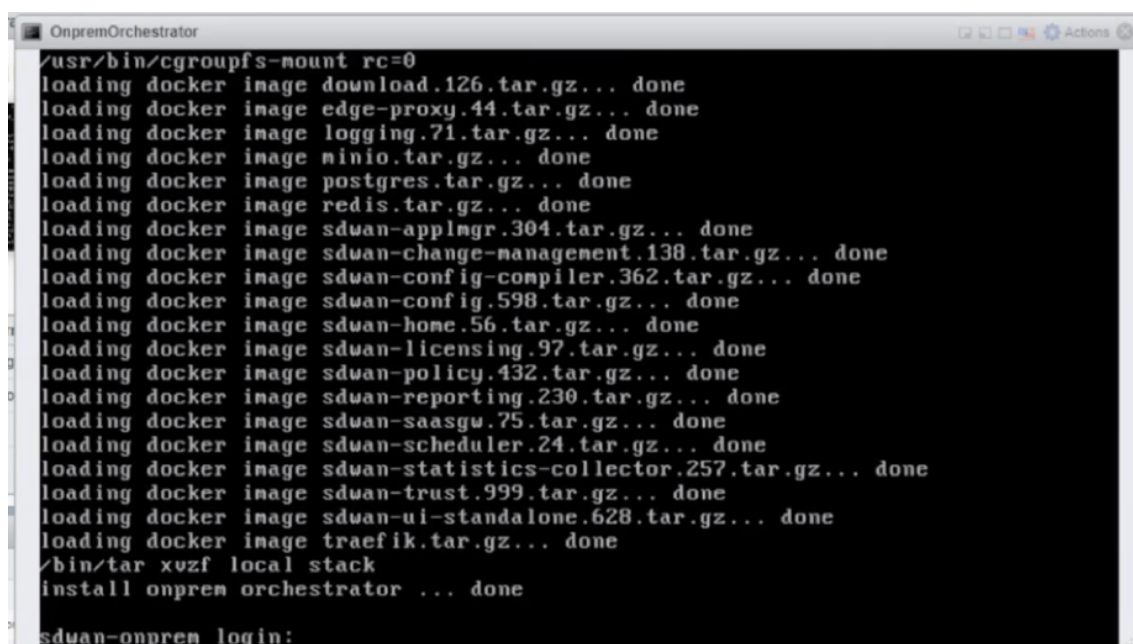 OnpremOrchestrator
Actions
/usr/bin/cgroupfs-mount rc=0
loading docker image download.126.tar.gz... done
loading docker image edge-proxy.44.tar.gz... done
loading docker image logging.71.tar.gz... done
loading docker image minio.tar.gz... done
loading docker image postgres.tar.gz... done
loading docker image redis.tar.gz... done
loading docker image sdwan-applmgr.304.tar.gz... done
loading docker image sdwan-change-management.138.tar.gz... done
loading docker image sdwan-config-compiler.362.tar.gz... done
loading docker image sdwan-config.598.tar.gz... done
loading docker image sdwan-home.56.tar.gz... done
loading docker image sdwan-licensing.97.tar.gz... done
loading docker image sdwan-policy.432.tar.gz... done
loading docker image sdwan-reporting.230.tar.gz... done
loading docker image sdwan-saasgw.75.tar.gz... done
loading docker image sdwan-scheduler.24.tar.gz... done
loading docker image sdwan-statistics-collector.257.tar.gz... done
loading docker image sdwan-trust.999.tar.gz... done
loading docker image sdwan-ui-standalone.628.tar.gz... done
loading docker image traefik.tar.gz... done
/bin/tar xvzf local stack
install onprem orchestrator ... done
sdwan-onprem login: